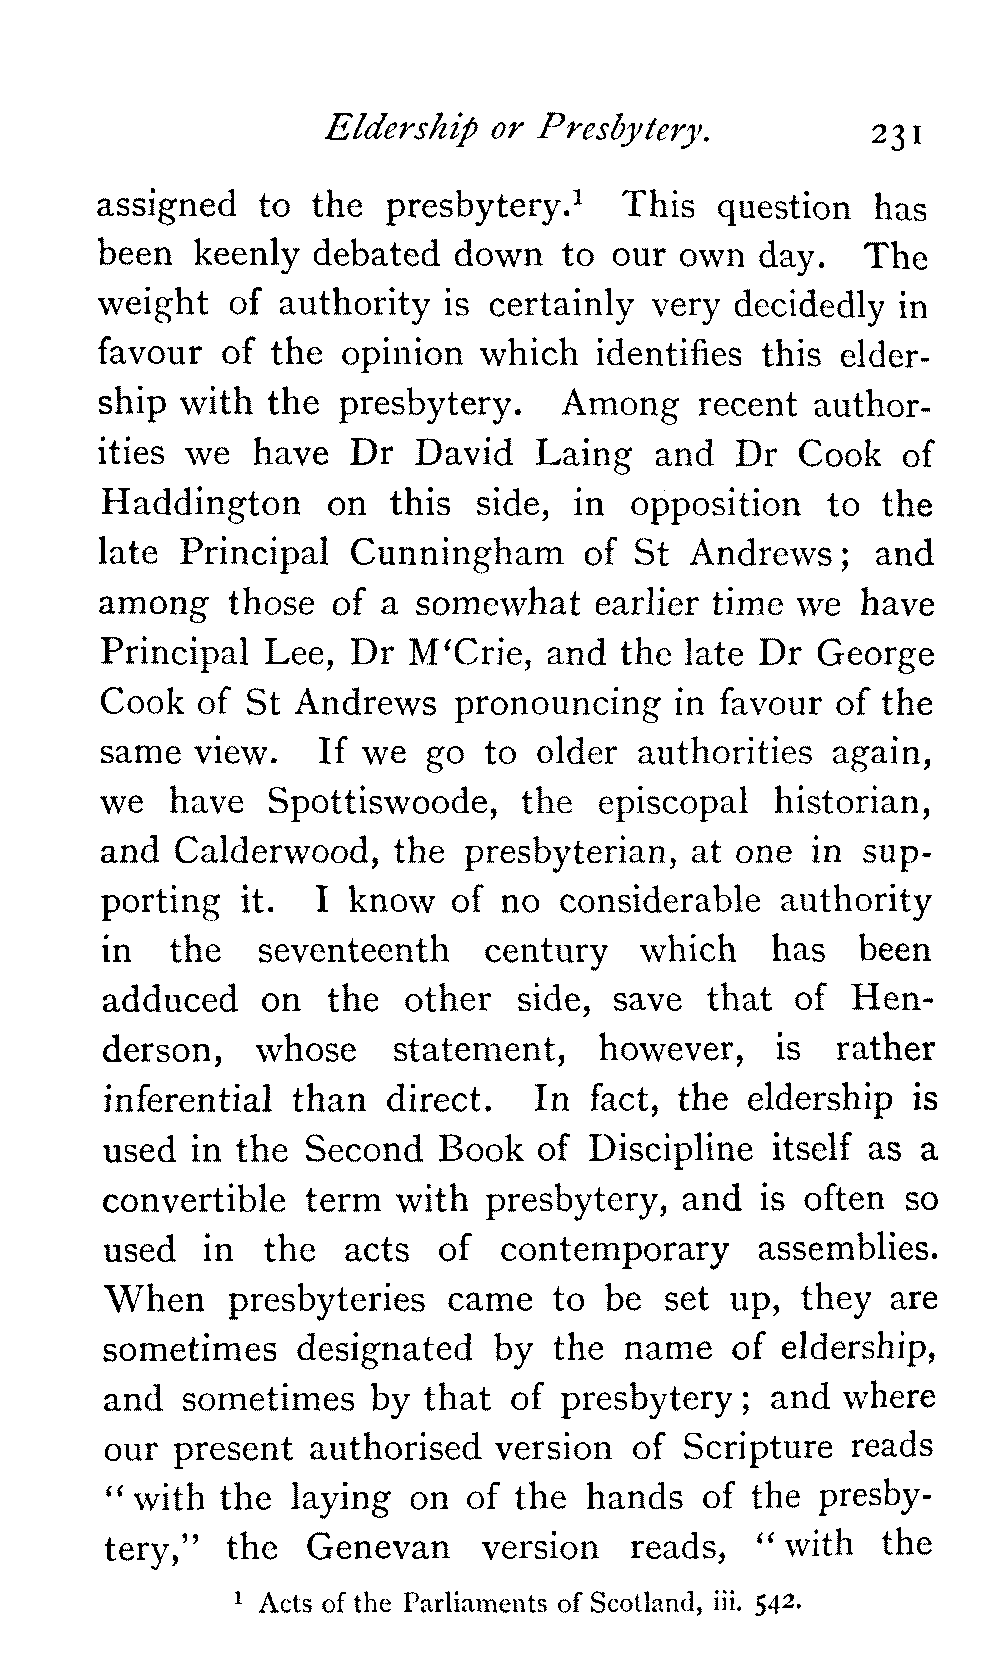 Eldership or Presbytery. 231
assigned to the presbytery.¹ This question has
been keenly debated down to our own day. The
weight of authority is certainly very decidedly in
favour of the opinion which identifies this elder-
ship with the presbytery. Among recent author-
ities we have Dr David Laing and Dr Cook of
Haddington on this side, in opposition to the
late Principal Cunningham of St Andrews; and
among those of a somewhat earlier time we have
Principal Lee, Dr M‘Crie, and the late Dr George
Cook of St Andrews pronouncing in favour of the
same view. If we go to older authorities again,
we have Spottiswoode, the episcopal historian,
and Calderwood, the presbyterian, at one in sup-
porting it. I know of no considerable authority
in the seventeenth century which has been
adduced on the other side, save that of Hen-
derson, whose statement, however, is rather
inferential than direct. In fact, the eldership is
used in the Second Book of Discipline itself as a
convertible term with presbytery, and is often so
used in the acts of contemporary assemblies.
When presbyteries came to be set up, they are
sometimes designated by the name of eldership,
and sometimes by that of presbytery; and where
our present authorised version of Scripture reads
“with the laying on of the hands of the presby-
tery,” the Genevan version reads, “with the
¹ Acts of the Parliaments of Scotland, iii. 542.